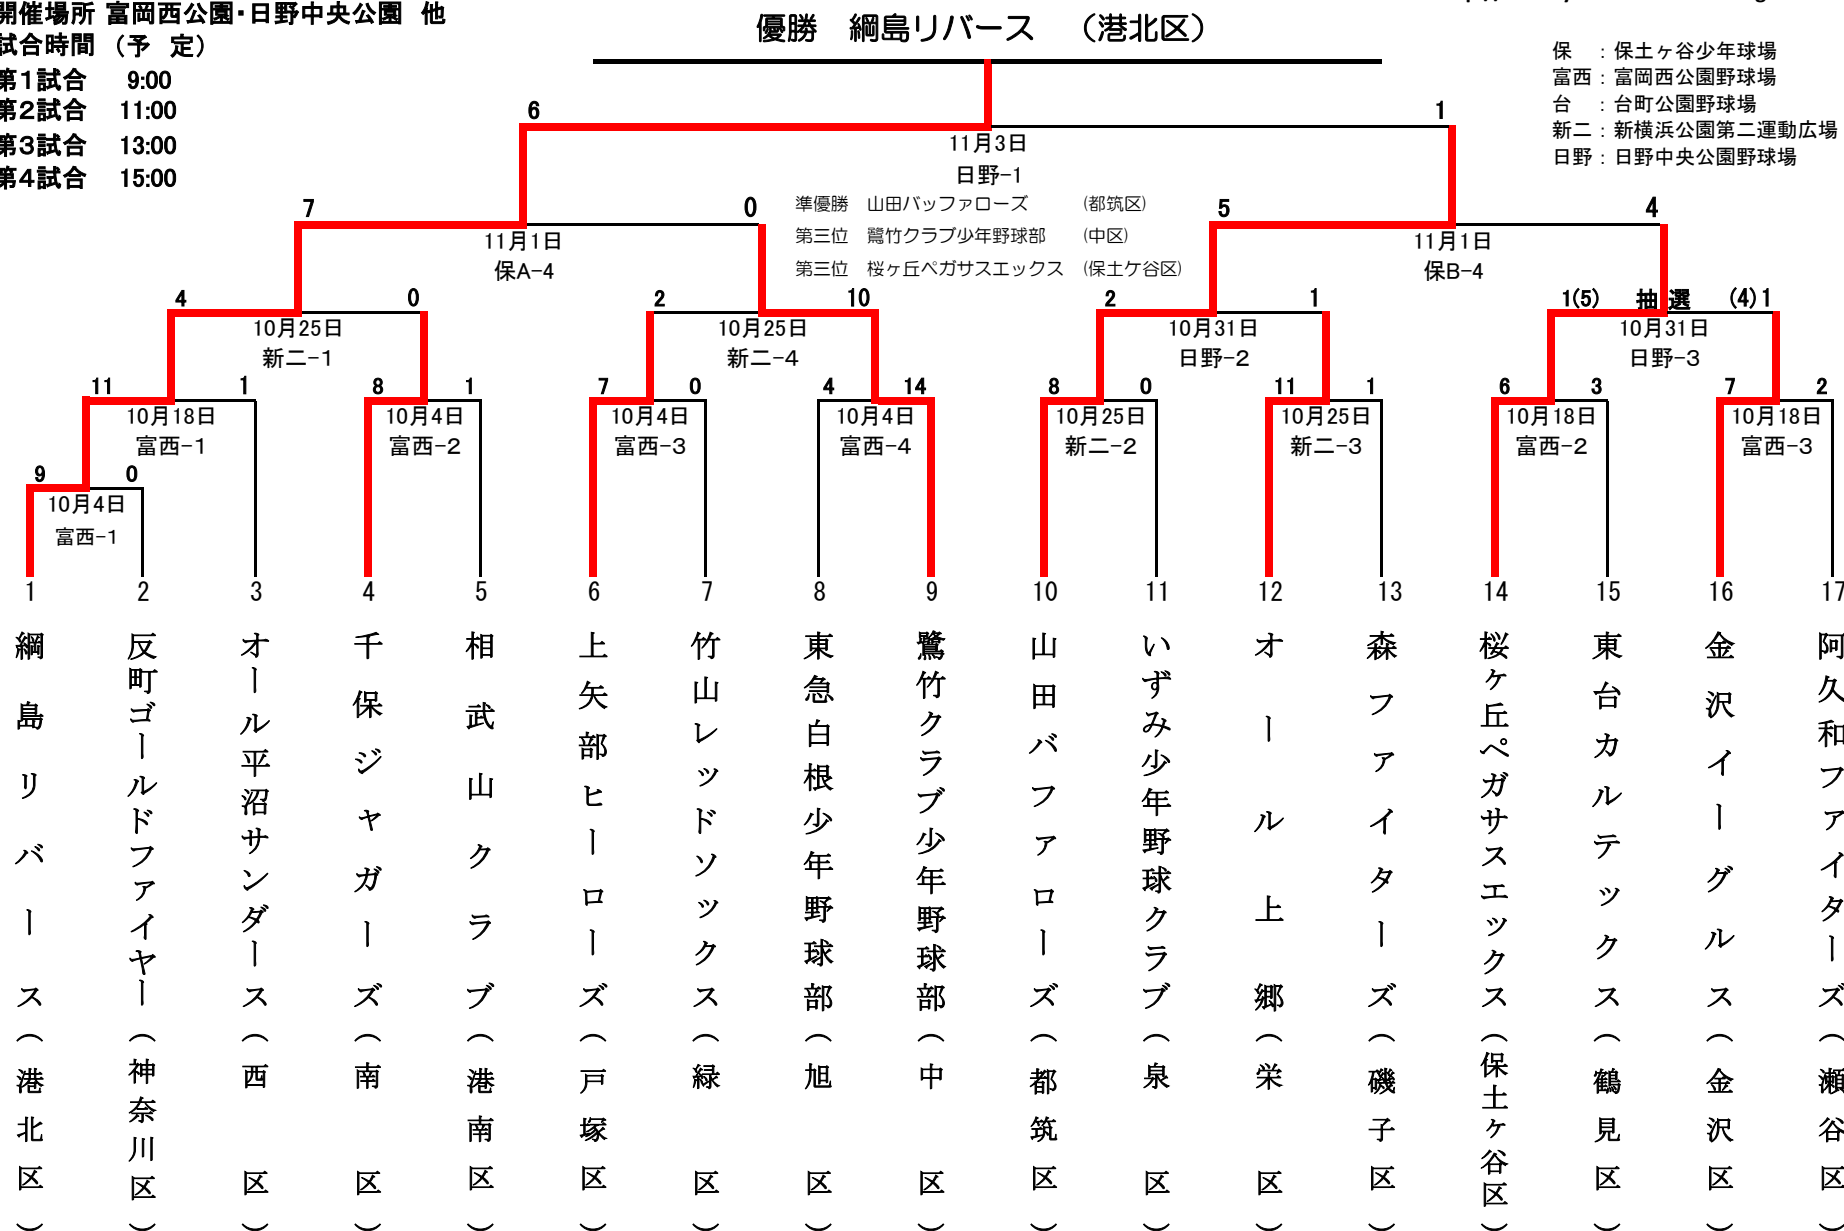 開催場所 富岡西公園・日野中央公園 他
試合時間 (予 定)
第1試合 9:00
第2試合 11:00
第3試合 13:00
第4試合 15:00
優勝 綱島リバース (港北区)
保 : 保土ヶ谷少年球場
富西 : 富岡西公園野球場
台 : 台町公園野球場
新二 : 新横浜公園第二運動広場
日野 : 日野中央公園野球場
6 1
11月3日
日野-1
準優勝 山田バッファローズ (都筑区)
第三位 鷺竹クラブ少年野球部 (中区)
第三位 桜ヶ丘ペガサスエックス (保土ケ谷区)
7 0
11月1日
保A-4
5 4
11月1日
保B-4
4 0
10月25日
新二-1
2 10
10月25日
新二-4
2 1
10月31日
日野-2
1(5) 抽選 (4)1
10月31日
日野-3
11 1
10月18日
富西-1
8 1
10月4日
富西-2
7 0
10月4日
富西-3
4 14
10月4日
富西-4
8 0
10月25日
新二-2
11 1
10月25日
新二-3
6 3
10月18日
富西-2
7 2
10月18日
富西-3
9 0
10月4日
富西-1
1 2 3 4 5 6 7 8 9 10 11 12 13 14 15 16 17
綱島リバース(港北区)
反町ゴールドファイヤー(神奈川区)
オール平沼サンダース(西区)
千保ジャガーズ(南区)
相武山クラブ(港南区)
上矢部ヒーローズ(戸塚区)
竹山レッドソックス(緑区)
東急白根少年野球部(旭区)
鷺竹クラブ少年野球部(中区)
山田バファローズ(都筑区)
いずみ少年野球クラブ(泉区)
オール上郷(栄区)
森ファイターズ(磯子区)
桜ヶ丘ペガサスエックス(保土ヶ谷区)
東台カルテックス(鶴見区)
金沢イーグルス(金沢区)
阿久和ファイターズ(瀬谷区)